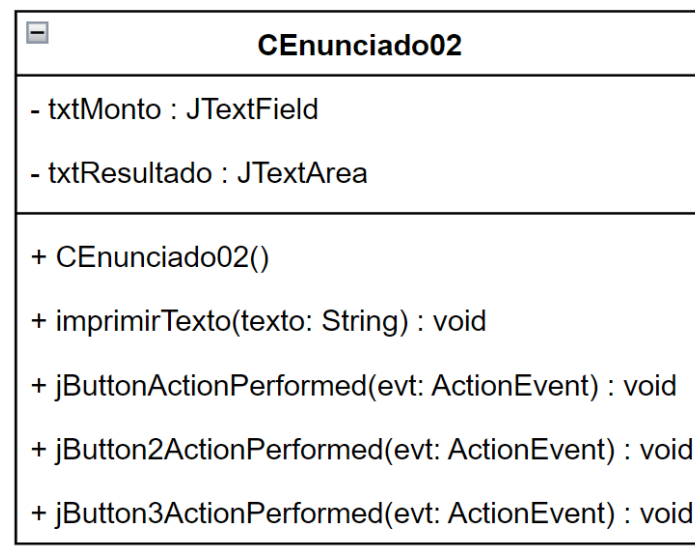 CEnunciado02
- txtMonto : JTextField
- txtResultado : JTextArea
+ CEnunciado02()
+ imprimirTexto(texto: String) : void
+ jButtonActionPerformed(evt: ActionEvent) : void
+ jButton2ActionPerformed(evt: ActionEvent) : void
+ jButton3ActionPerformed(evt: ActionEvent) : void